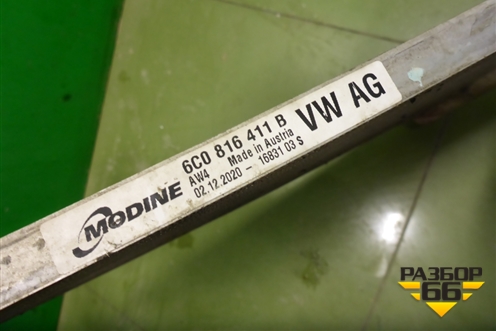 MODINE
6C0 816 411 B
AW4 Made in Austria
02.12.2020 - 16831 03 S
VW AG
РАЗБОР
66